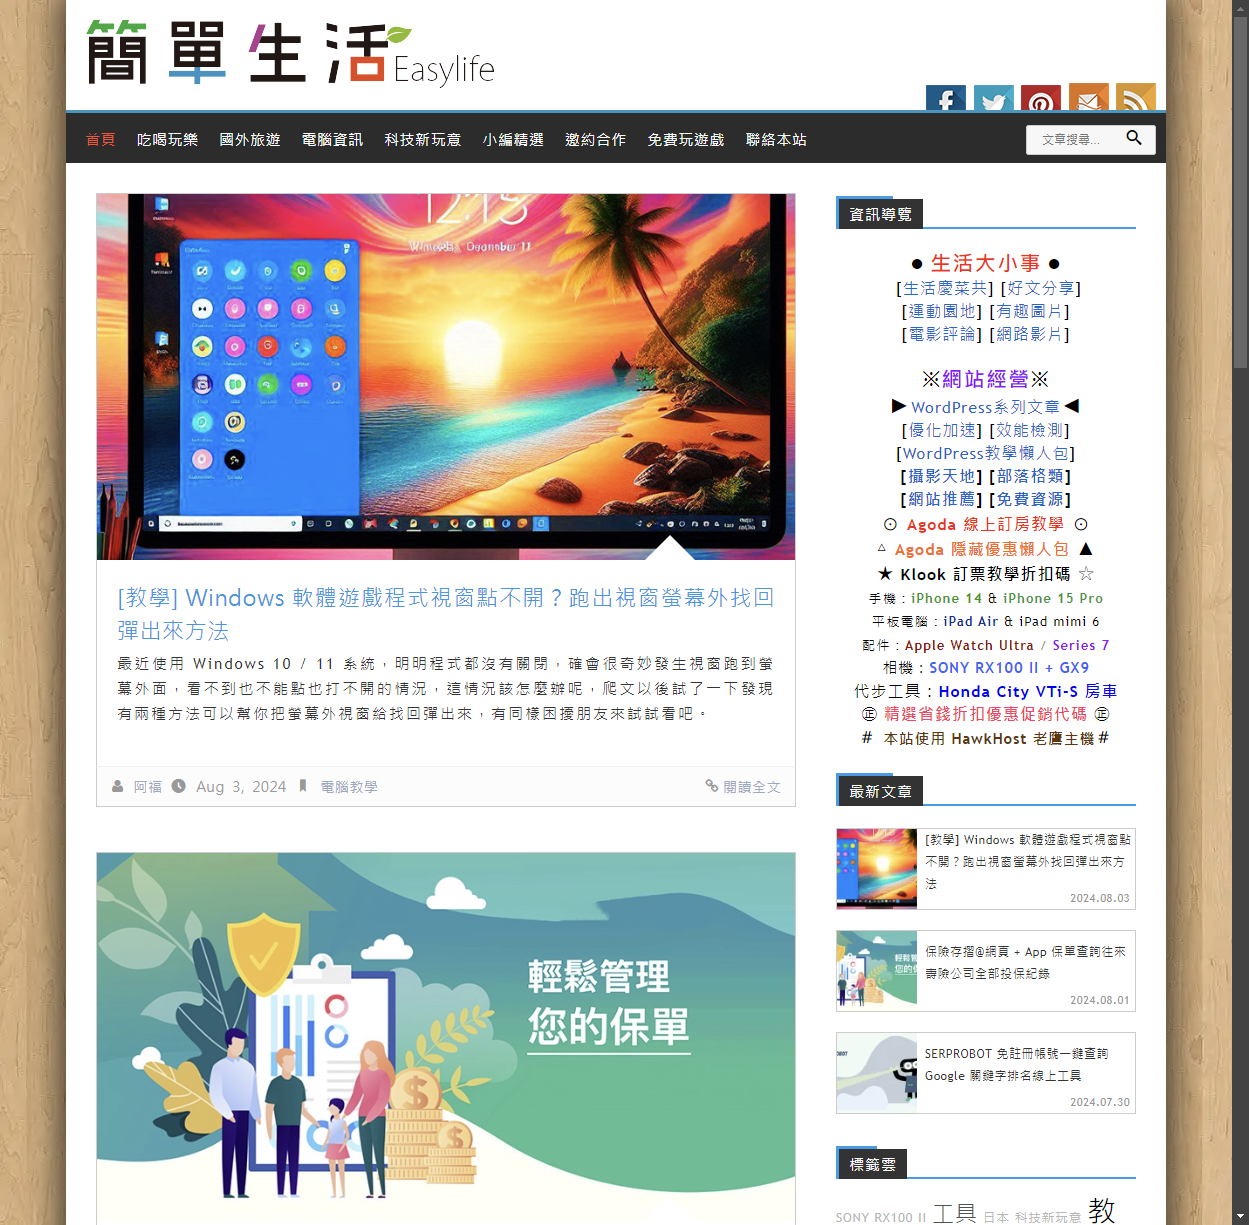 簡單生活Easylife
首頁 吃喝玩樂 國外旅遊 電腦資訊 科技新玩意 小編精選 邀約合作 免費玩遊戲 聯絡本站
文章搜尋...
[教學] Windows 軟體遊戲程式視窗點不開？跑出視窗螢幕外找回
彈出來方法
最近使用 Windows 10 / 11 系統，明明程式都沒有關閉，確會很奇妙發生視窗跑到螢
幕外面，看不到也不能點也打不開的情況，這情況該怎麼辦呢，爬文以後試了一下發現
有兩種方法可以幫你把螢幕外視窗給找回彈出來，有同樣困擾朋友來試試看吧。
阿福 Aug 3, 2024 電腦教學
閱讀全文
輕鬆管理
您的保單
資訊導覽
● 生活大小事 ●
[生活慶菜共] [好文分享]
[運動園地] [有趣圖片]
[電影評論] [網路影片]
※網站經營※
▶ WordPress系列文章 ◀
[優化加速] [效能檢測]
[WordPress教學懶人包]
[攝影天地] [部落格類]
[網站推薦] [免費資源]
⊙ Agoda 線上訂房教學 ⊙
△ Agoda 隱藏優惠懶人包 ▲
★ Klook 訂票教學折扣碼 ☆
手機：iPhone 14 & iPhone 15 Pro
平板電腦：iPad Air & iPad mimi 6
配件：Apple Watch Ultra / Series 7
相機：SONY RX100 II + GX9
代步工具：Honda City VTi-S 房車
㊣ 精選省錢折扣優惠促銷代碼 ㊣
＃ 本站使用 HawkHost 老鷹主機＃
最新文章
[教學] Windows 軟體遊戲程式視窗點
不開？跑出視窗螢幕外找回彈出來方
法
2024.08.03
保險存摺@網頁 + App 保單查詢往來
壽險公司全部投保紀錄
2024.08.01
SERPROBOT 免註冊帳號一鍵查詢
Google 關鍵字排名線上工具
2024.07.30
標籤雲
SONY RX100 II 工具 日本 科技新玩意 教